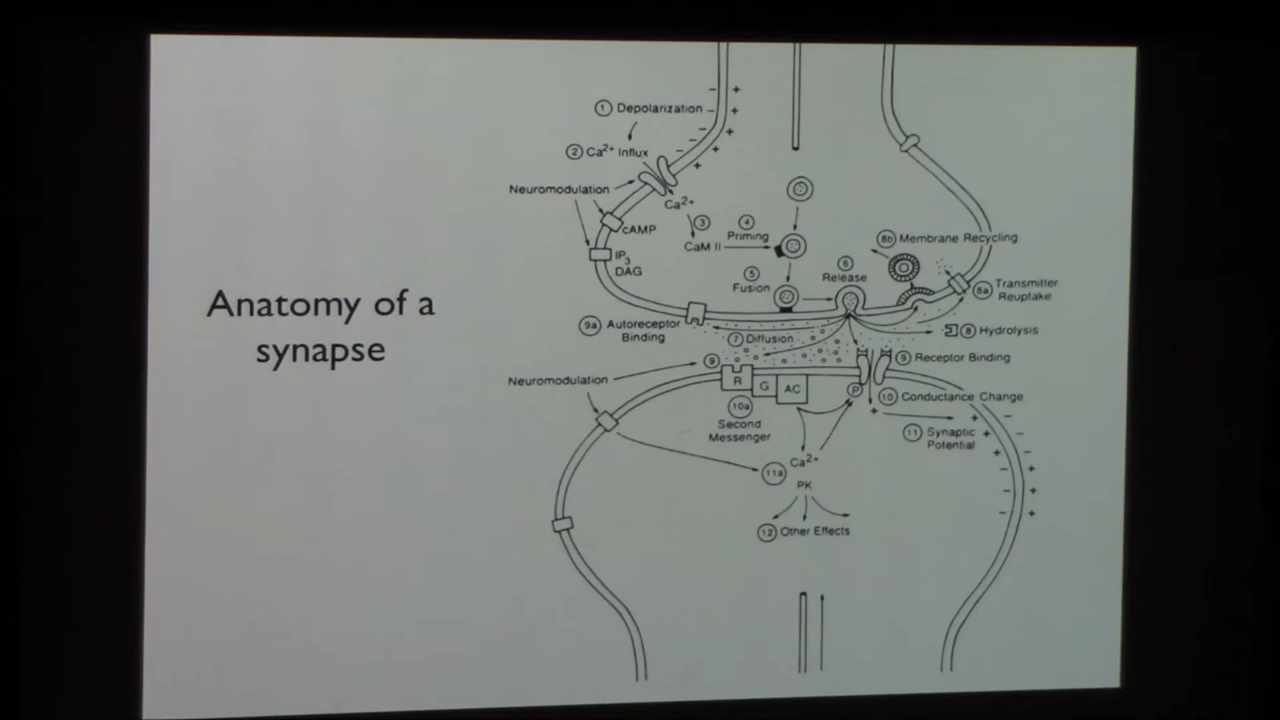 Anatomy of a
synapse
1 Depolarization
2 Ca2+ Influx
Neuromodulation
Ca2+
cAMP
3
4
CaM II
Priming
IP3
DAG
5
Fusion
6
Release
8b Membrane Recycling
8a Transmitter
Reuptake
9a Autoreceptor
Binding
7 Diffusion
8 Hydrolysis
9
9 Receptor Binding
Neuromodulation
R
G
AC
P
10 Conductance Change
10a
Second
Messenger
11 Synaptic
Potential
11a
Ca2+
PK
12 Other Effects